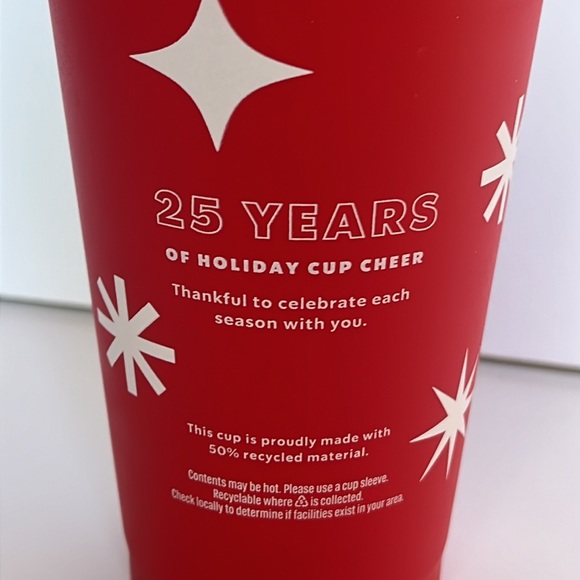 25 YEARS
OF HOLIDAY CUP CHEER
Thankful to celebrate each
season with you.
This cup is proudly made with
50% recycled material.
Contents may be hot. Please use a cup sleeve.
Recyclable where ♷ is collected.
Check locally to determine if facilities exist in your area.